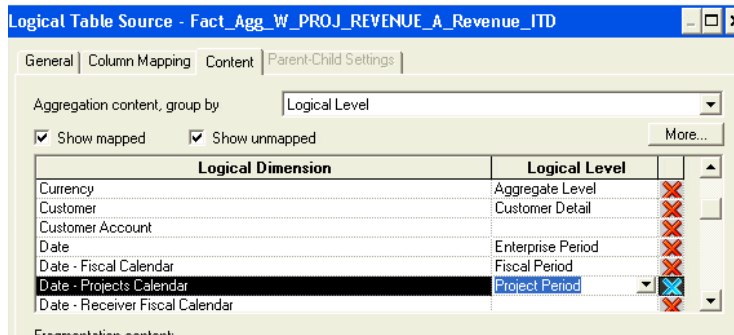 Logical Table Source - Fact_Agg_W_PROJ_REVENUE_A_Revenue_ITD
General Column Mapping Content Parent-Child Settings
Aggregation content, group by Logical Level
Show mapped Show unmapped More...
Logical Dimension Logical Level
Currency Aggregate Level
Customer Customer Detail
Customer Account
Date Enterprise Period
Date - Fiscal Calendar Fiscal Period
Date - Projects Calendar Project Period
Date - Receiver Fiscal Calendar
Fragmentation content: